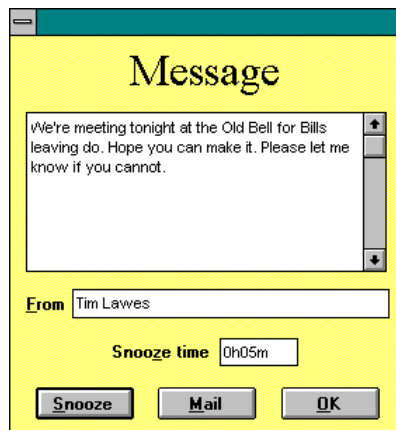 Message
We're meeting tonight at the Old Bell for Bills
leaving do. Hope you can make it. Please let me
know if you cannot.
From Tim Lawes
Snooze time 0h05m
Snooze Mail OK